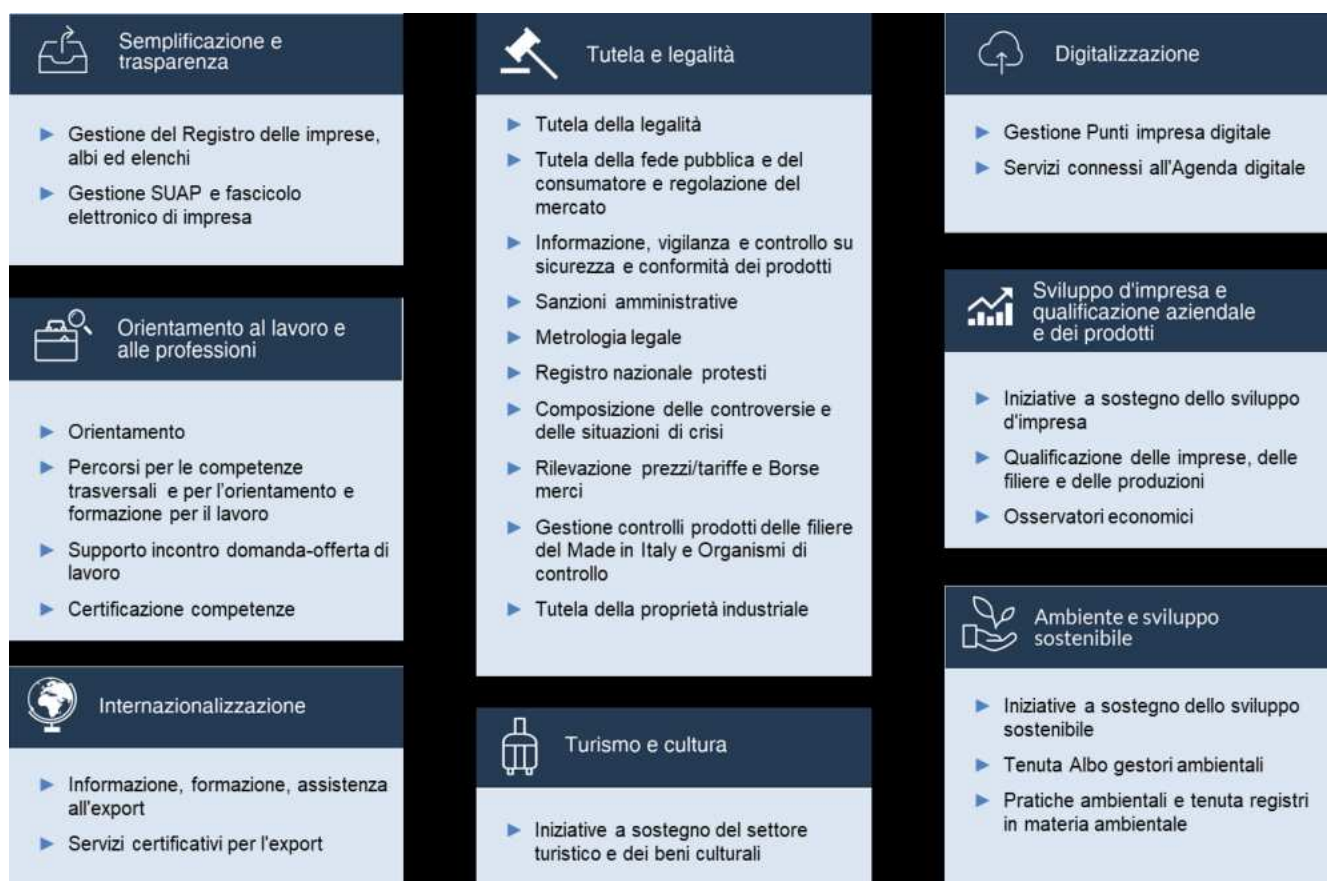 Semplificazione e
trasparenza
Gestione del Registro delle imprese,
albi ed elenchi
Gestione SUAP e fascicolo
elettronico di impresa
Orientamento al lavoro e
alle professioni
Orientamento
Percorsi per le competenze
trasversali e per l'orientamento e
formazione per il lavoro
Supporto incontro domanda-offerta di
lavoro
Certificazione competenze
Internazionalizzazione
Informazione, formazione, assistenza
all'export
Servizi certificativi per l'export
Tutela e legalità
Tutela della legalità
Tutela della fede pubblica e del
consumatore e regolazione del
mercato
Informazione, vigilanza e controllo su
sicurezza e conformità dei prodotti
Sanzioni amministrative
Metrologia legale
Registro nazionale protesti
Composizione delle controversie e
delle situazioni di crisi
Rilevazione prezzi/tariffe e Borse
merci
Gestione controlli prodotti delle filiere
del Made in Italy e Organismi di
controllo
Tutela della proprietà industriale
Turismo e cultura
Iniziative a sostegno del settore
turistico e dei beni culturali
Digitalizzazione
Gestione Punti impresa digitale
Servizi connessi all'Agenda digitale
Sviluppo d'impresa e
qualificazione aziendale
e dei prodotti
Iniziative a sostegno dello sviluppo
d'impresa
Qualificazione delle imprese, delle
filiere e delle produzioni
Osservatori economici
Ambiente e sviluppo
sostenibile
Iniziative a sostegno dello sviluppo
sostenibile
Tenuta Albo gestori ambientali
Pratiche ambientali e tenuta registri
in materia ambientale